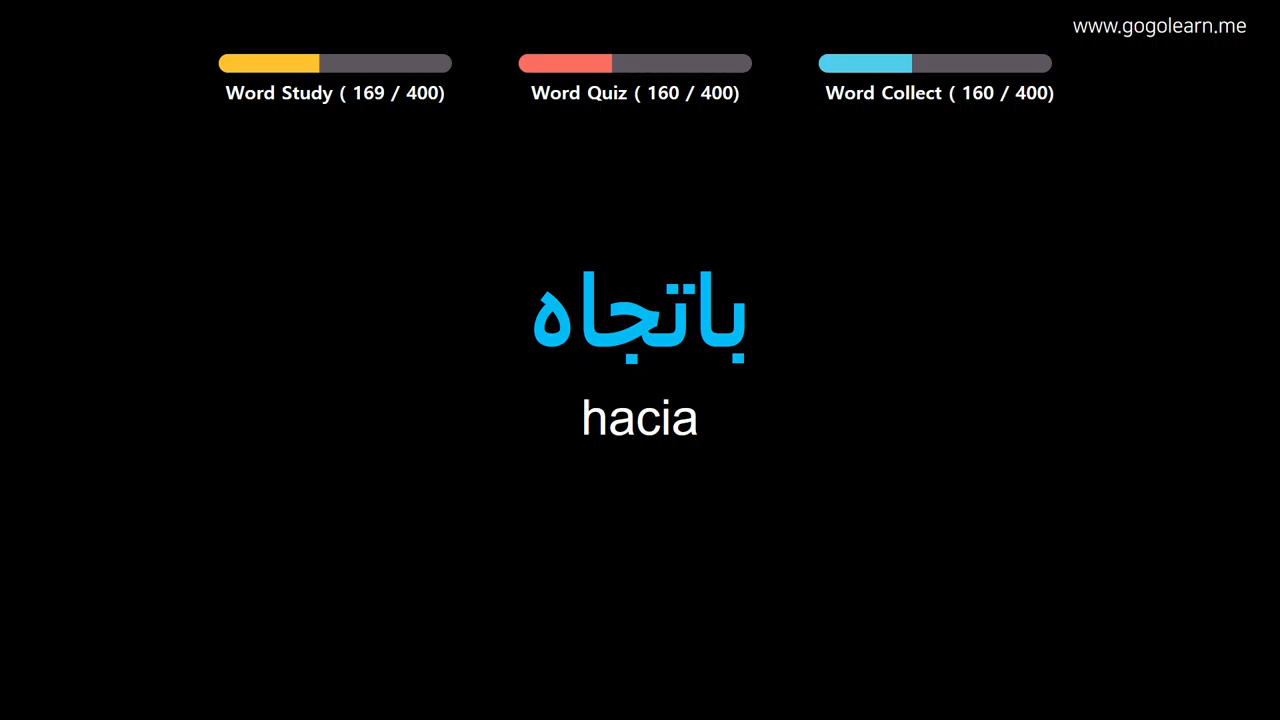 www.gogolearn.me
Word Study ( 169 / 400)
Word Quiz ( 160 / 400)
Word Collect ( 160 / 400)
باتجاه
hacia